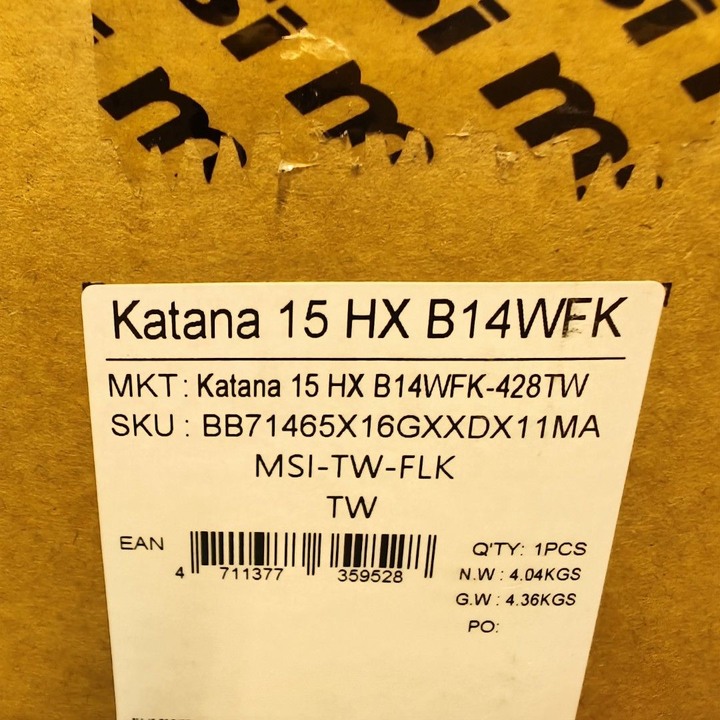 Katana 15 HX B14WFK
MKT : Katana 15 HX B14WFK-428TW
SKU : BB71465X16GXXDX11MA
MSI-TW-FLK
TW
EAN
4 711377 359528
Q'TY: 1PCS
N.W : 4.04KGS
G.W : 4.36KGS
PO: